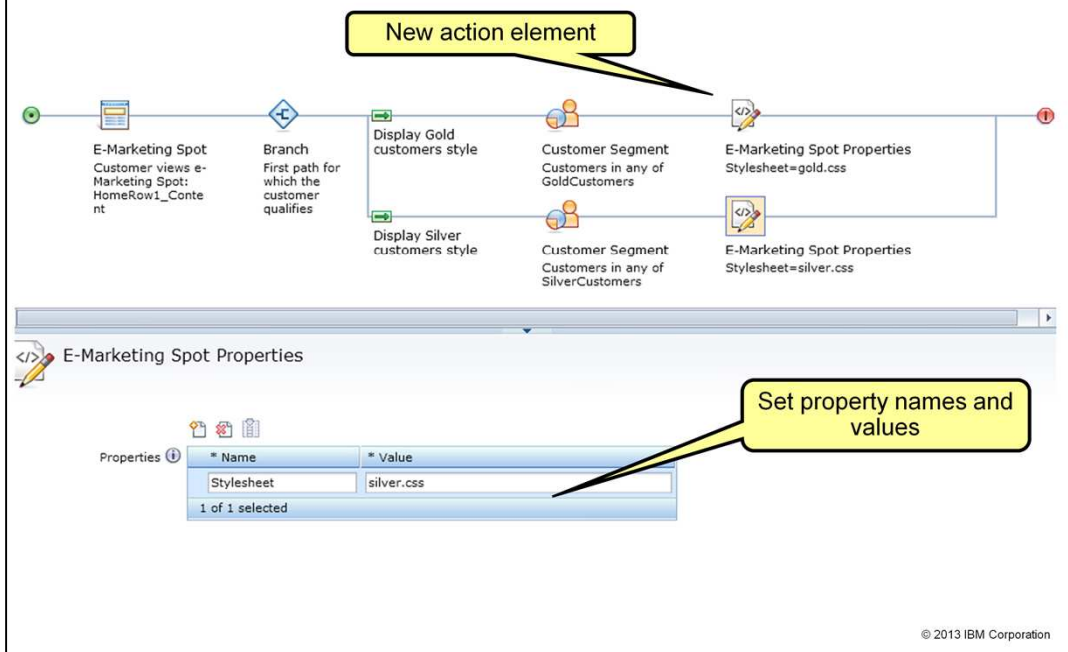 New action element
E-Marketing Spot
Customer views e-
Marketing Spot:
HomeRow1_Conte
nt
Branch
First path for
which the
customer
qualifies
Display Gold
customers style
Customer Segment
Customers in any of
GoldCustomers
E-Marketing Spot Properties
Stylesheet=gold.css
Display Silver
customers style
Customer Segment
Customers in any of
SilverCustomers
E-Marketing Spot Properties
Stylesheet=silver.css
E-Marketing Spot Properties
Set property names and
values
Properties
* Name * Value
Stylesheet silver.css
1 of 1 selected
© 2013 IBM Corporation